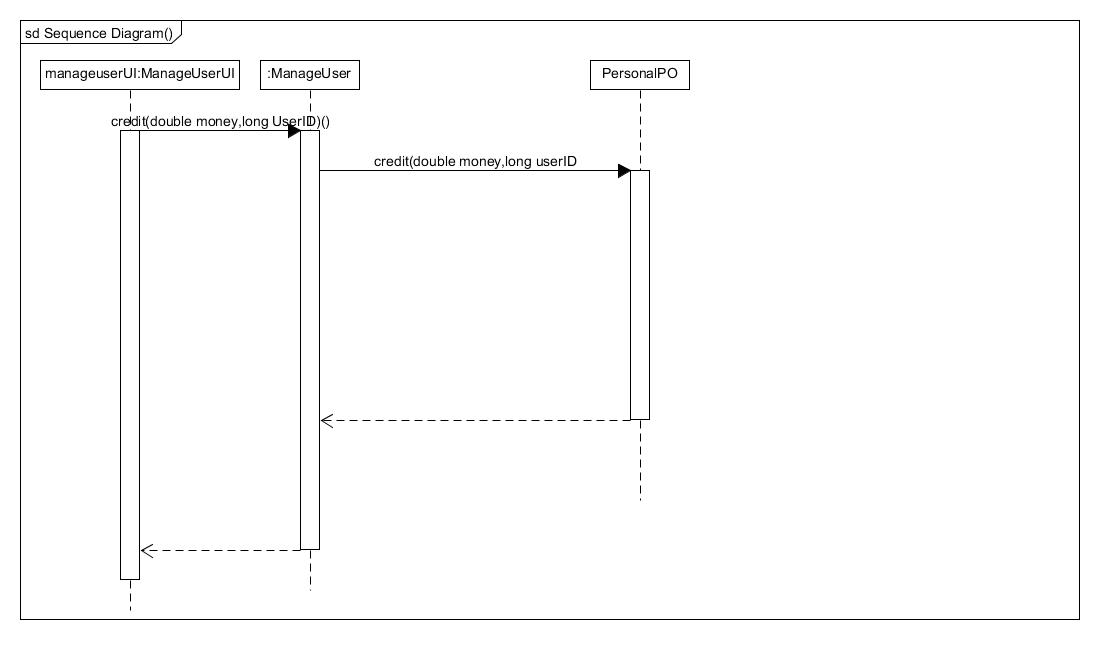 sd Sequence Diagram()
manageuserUI:ManageUserUI
:ManageUser
PersonalPO
credit(double money,long UserID)()
credit(double money,long userID